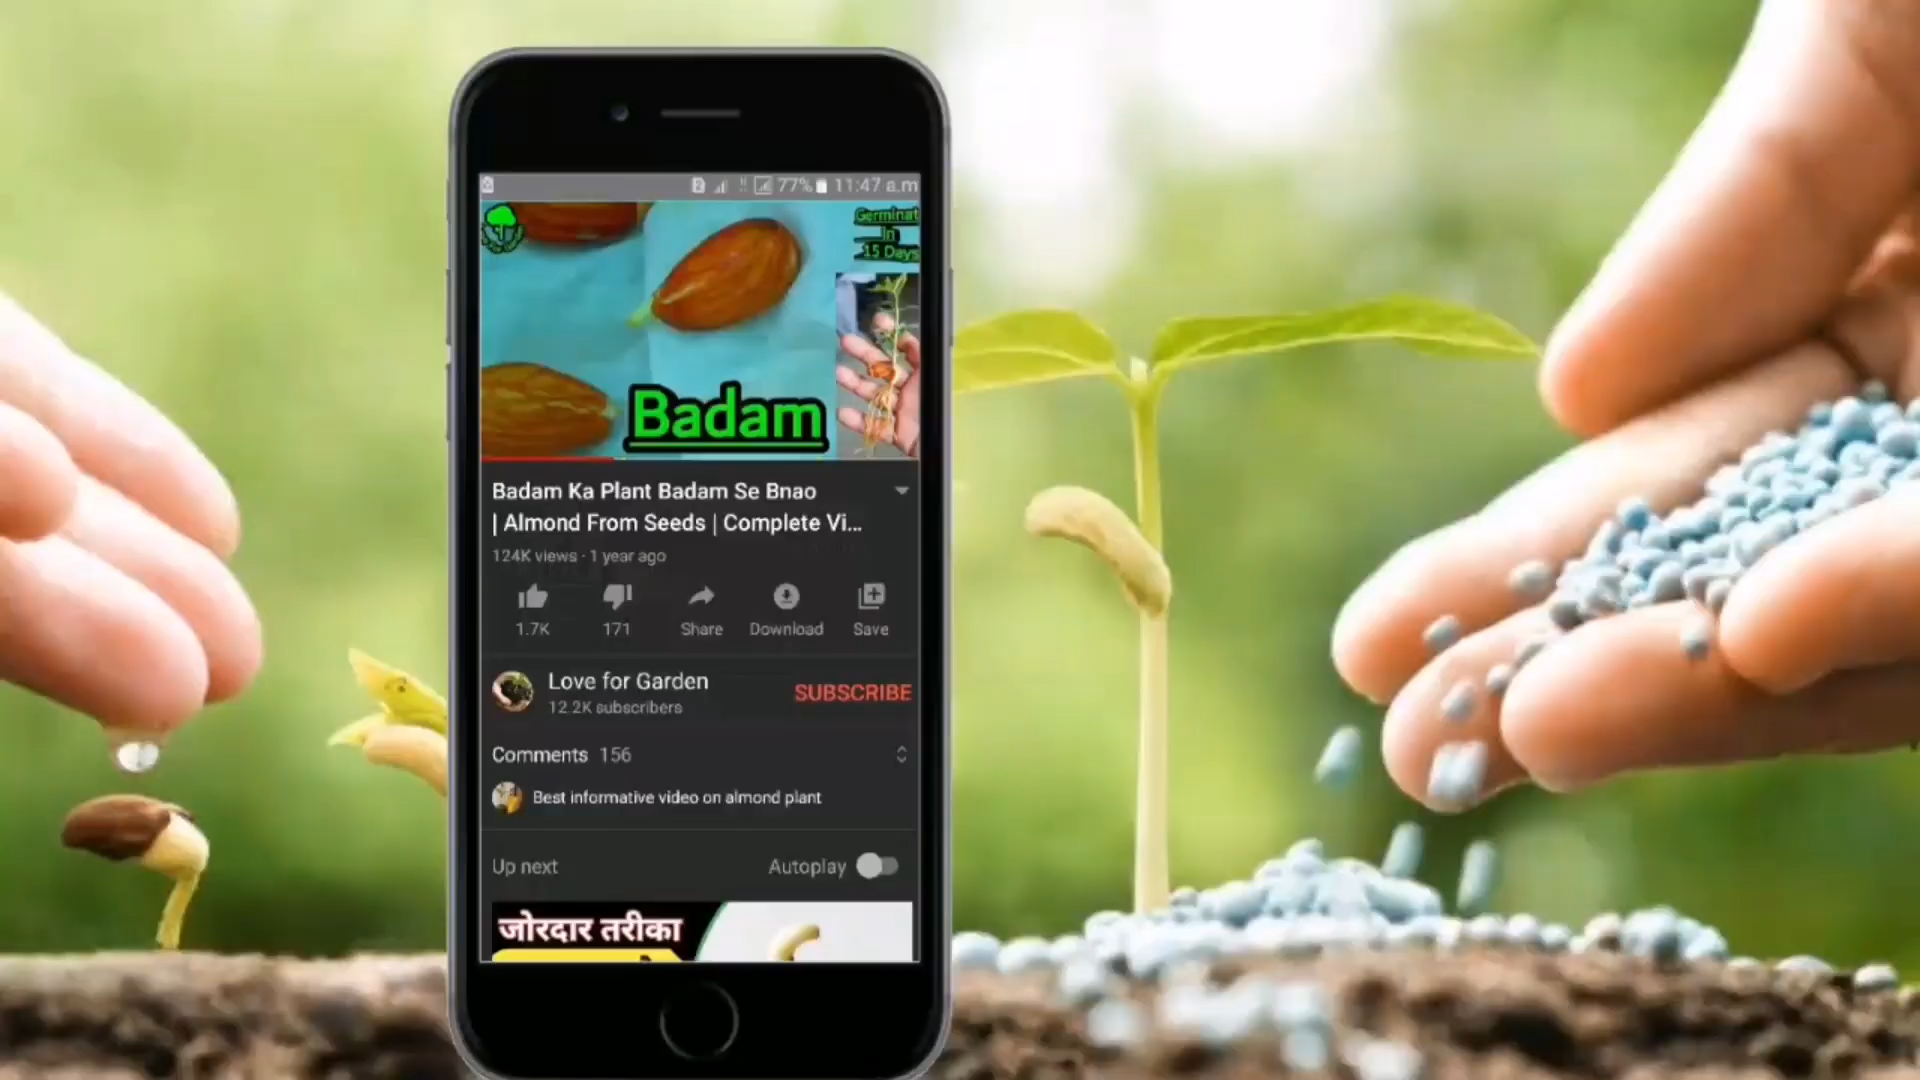 77% 11:47 a.m
Germinat
In
15 Days
Badam
Badam Ka Plant Badam Se Bnao
| Almond From Seeds | Complete Vi...
124K views · 1 year ago
1.7K 171 Share Download Save
Love for Garden
SUBSCRIBE
12.2K subscribers
Comments 156
Best informative video on almond plant
Up next Autoplay
जोरदार तरीका